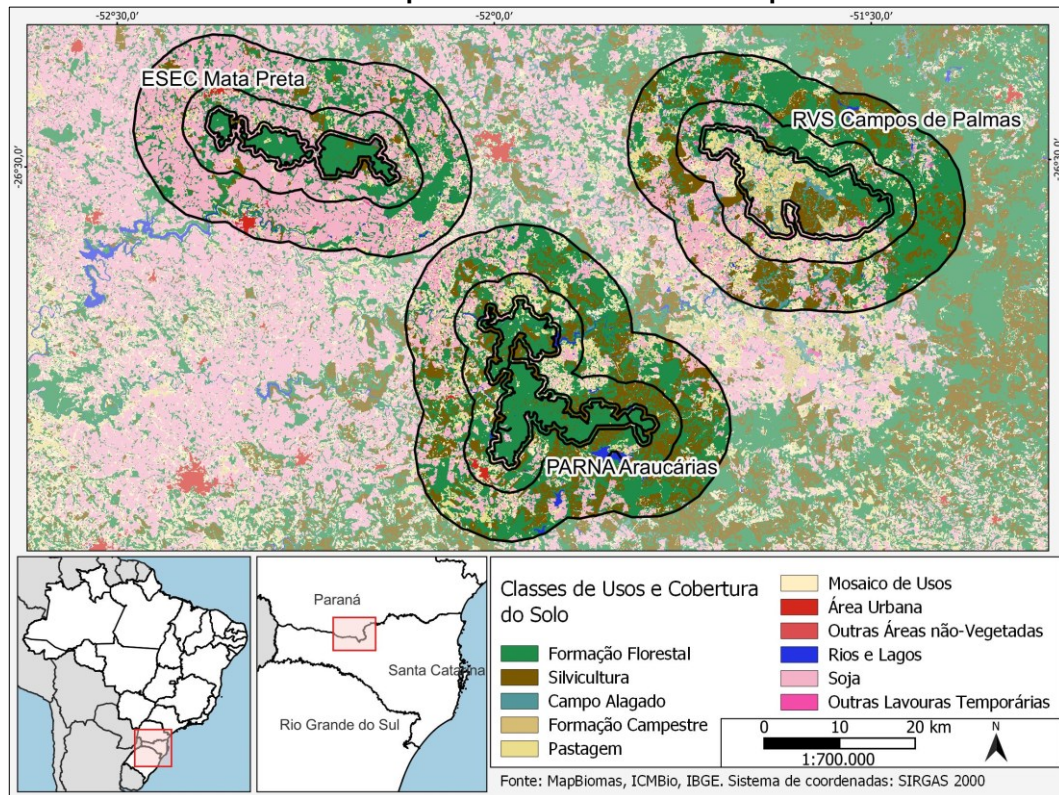 -52°30,0'
-52°0,0'
-51°30,0'
ESEC Mata Preta
RVS Campos de Palmas
-26°30,0'
-26°30,0'
PARNA Araucárias
Paraná
Santa Catarina
Rio Grande do Sul
Classes de Usos e Cobertura
do Solo
Formação Florestal
Silvicultura
Campo Alagado
Formação Campestre
Pastagem
Mosaico de Usos
Área Urbana
Outras Áreas não-Vegetadas
Rios e Lagos
Soja
Outras Lavouras Temporárias
0 10 20 km
N
1:700.000
Fonte: MapBiomas, ICMBio, IBGE. Sistema de coordenadas: SIRGAS 2000